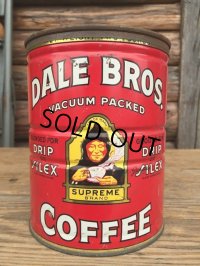 DALE BROS.
VACUUM PACKED
SOLD OUT
DRIP
SILEX
DRIP
SILEX
SUPREME
BRAND
COFFEE